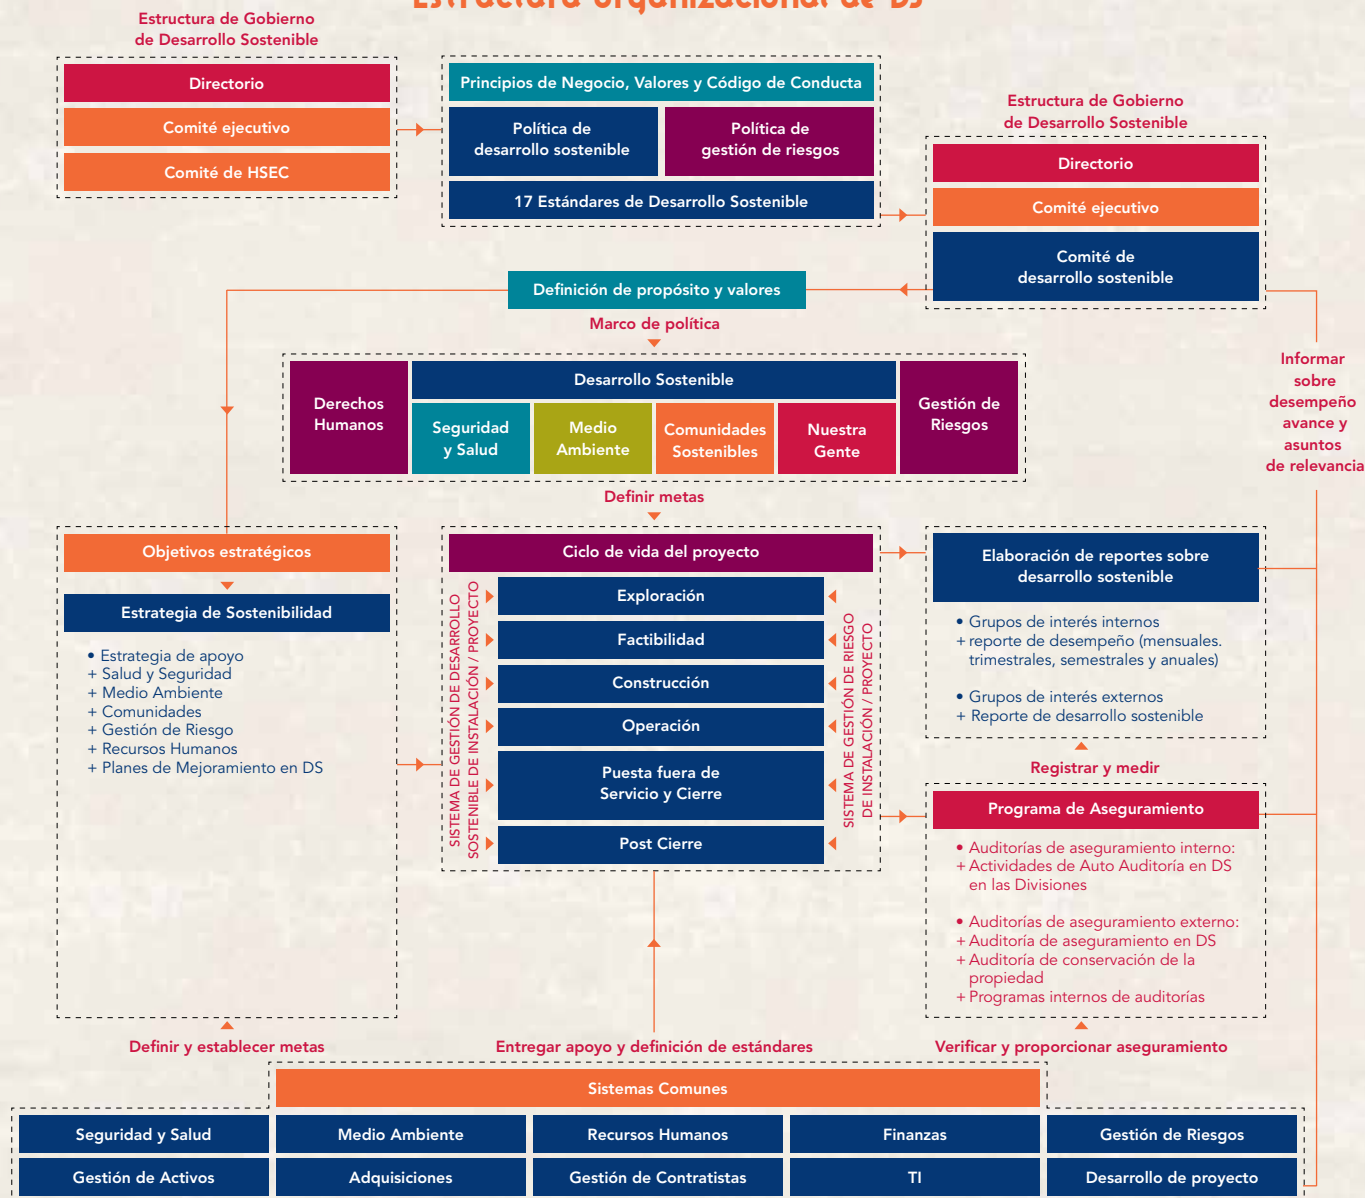 Estructura organizacional de DS
Estructura de Gobierno
de Desarrollo Sostenible
Directorio
Comité ejecutivo
Comité de HSEC
Principios de Negocio, Valores y Código de Conducta
Política de
desarrollo sostenible
Política de
gestión de riesgos
17 Estándares de Desarrollo Sostenible
Estructura de Gobierno
de Desarrollo Sostenible
Directorio
Comité ejecutivo
Comité de
desarrollo sostenible
Definición de propósito y valores
Marco de política
Derechos
Humanos
Desarrollo Sostenible
Seguridad
y Salud
Medio
Ambiente
Comunidades
Sostenibles
Nuestra
Gente
Gestión de
Riesgos
Informar
sobre
desempeño
avance y
asuntos
de relevancia
Definir metas
Objetivos estratégicos
Estrategia de Sostenibilidad
• Estrategia de apoyo
+ Salud y Seguridad
+ Medio Ambiente
+ Comunidades
+ Gestión de Riesgo
+ Recursos Humanos
+ Planes de Mejoramiento en DS
Ciclo de vida del proyecto
SISTEMA DE GESTIÓN DE DESARROLLO
SOSTENIBLE DE INSTALACIÓN / PROYECTO
Exploración
Factibilidad
Construcción
Operación
Puesta fuera de
Servicio y Cierre
Post Cierre
SISTEMA DE GESTIÓN DE RIESGO
DE INSTALACIÓN / PROYECTO
Elaboración de reportes sobre
desarrollo sostenible
• Grupos de interés internos
+ reporte de desempeño (mensuales.
trimestrales, semestrales y anuales)
• Grupos de interés externos
+ Reporte de desarrollo sostenible
Registrar y medir
Programa de Aseguramiento
• Auditorías de aseguramiento interno:
+ Actividades de Auto Auditoría en DS
en las Divisiones
• Auditorías de aseguramiento externo:
+ Auditoría de aseguramiento en DS
+ Auditoría de conservación de la
propiedad
+ Programas internos de auditorías
Definir y establecer metas
Entregar apoyo y definición de estándares
Verificar y proporcionar aseguramiento
Sistemas Comunes
Seguridad y Salud
Medio Ambiente
Recursos Humanos
Finanzas
Gestión de Riesgos
Gestión de Activos
Adquisiciones
Gestión de Contratistas
TI
Desarrollo de proyecto